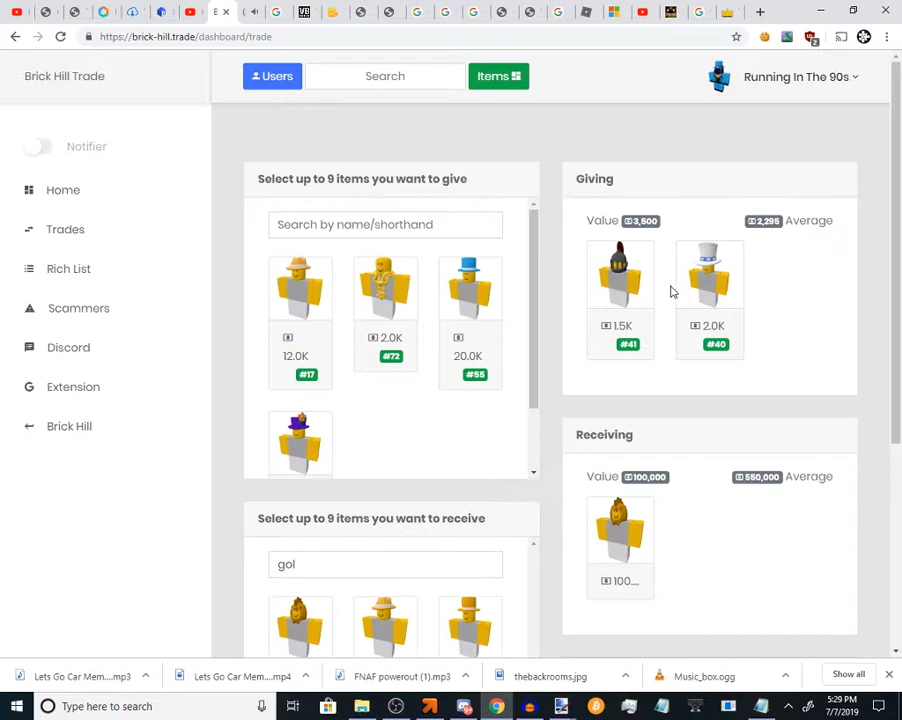 https://brick-hill.trade/dashboard/trade
Brick Hill Trade
Users
Search
Items
Running In The 90s
Notifier
Home
Trades
Rich List
Scammers
Discord
Extension
Brick Hill
Select up to 9 items you want to give
Search by name/shorthand
12.0K
#17
2.0K
#72
20.0K
#55
Giving
Value 3,500
2,295 Average
1.5K
#41
2.0K
#40
Receiving
Value 100,000
550,000 Average
100....
Select up to 9 items you want to receive
gol
Lets Go Car Mem....mp3
Lets Go Car Mem....mp4
FNAF powerout (1).mp3
thebackrooms.jpg
Music_box.ogg
Show all
Type here to search
5:29 PM
7/7/2019